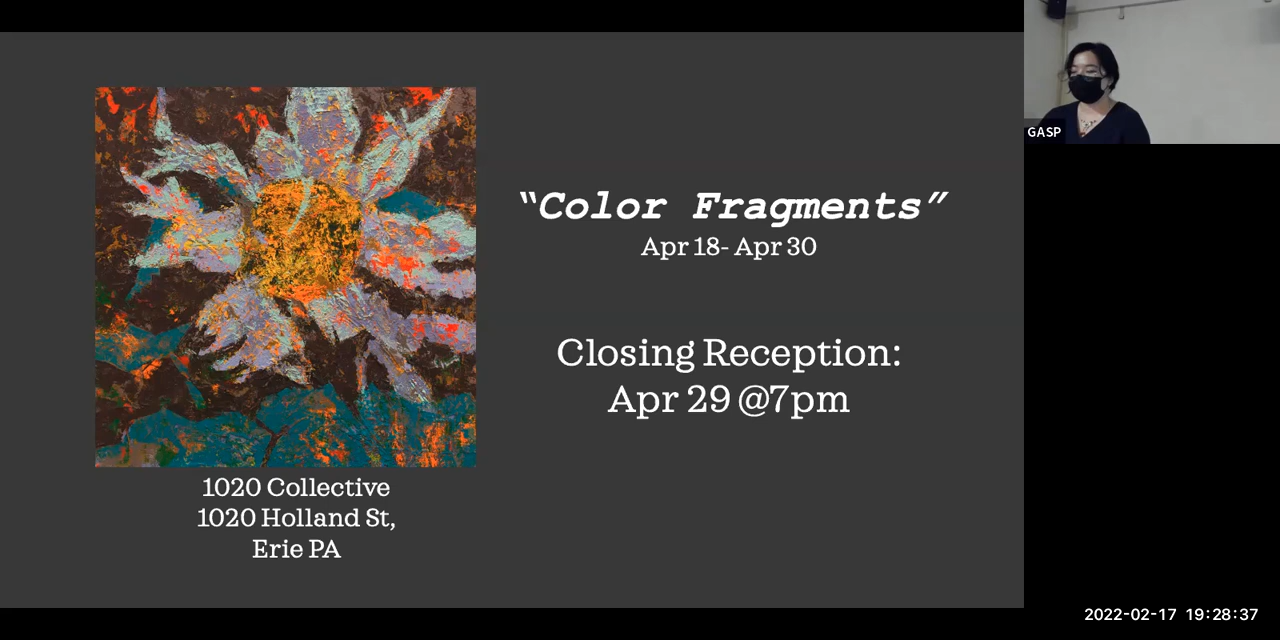 "Color Fragments"
Apr 18- Apr 30
Closing Reception:
Apr 29 @7pm
1020 Collective
1020 Holland St,
Erie PA
GASP
2022-02-17 19:28:37